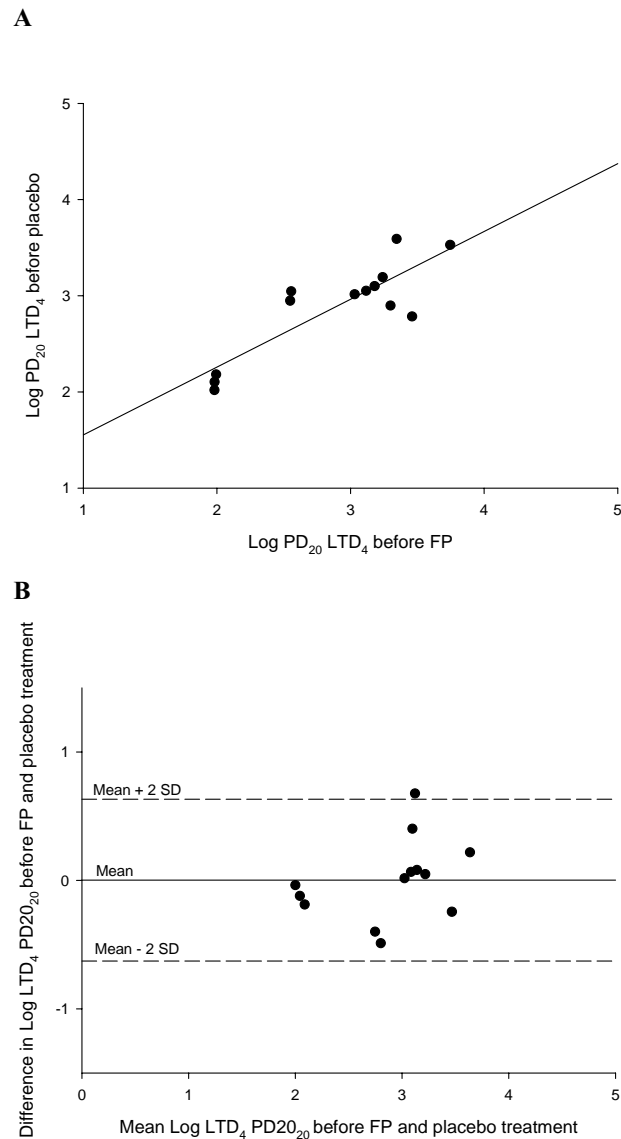 A
Log PD20 LTD4 before placebo
5
4
3
2
1
1 2 3 4 5
Log PD20 LTD4 before FP
B
Difference in Log LTD4 PD2020 before FP and placebo treatment
1
Mean + 2 SD
Mean
0
Mean - 2 SD
-1
0 1 2 3 4 5
Mean Log LTD4 PD2020 before FP and placebo treatment